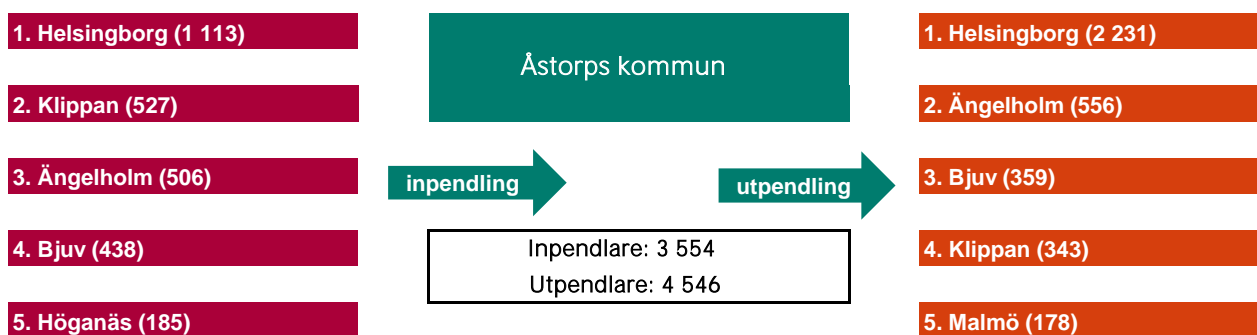 1. Helsingborg (1 113)
2. Klippan (527)
3. Ängelholm (506)
4. Bjuv (438)
5. Höganäs (185)
Åstorps kommun
inpendling
utpendling
Inpendlare: 3 554
Utpendlare: 4 546
1. Helsingborg (2 231)
2. Ängelholm (556)
3. Bjuv (359)
4. Klippan (343)
5. Malmö (178)